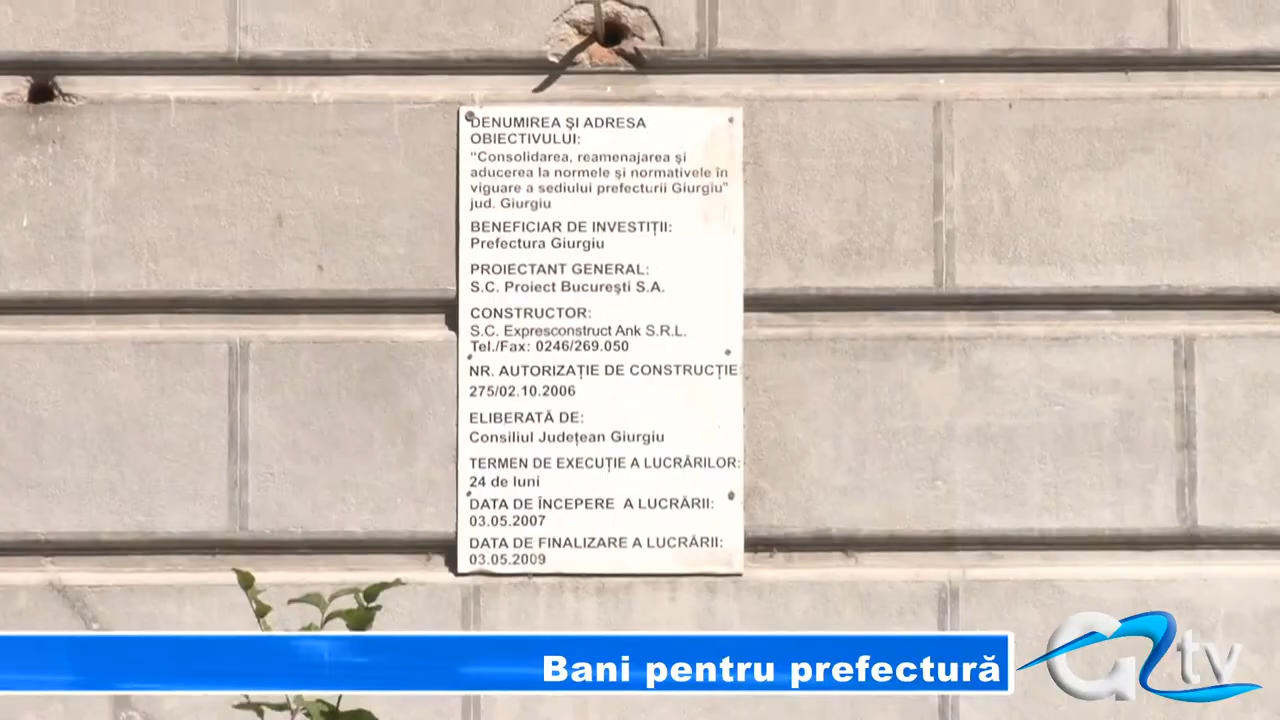 DENUMIREA ŞI ADRESA
OBIECTIVULUI:
"Consolidarea, reamenajarea şi
aducerea la normele şi normativele în
viguare a sediului prefecturii Giurgiu"
jud. Giurgiu
BENEFICIAR DE INVESTIŢII:
Prefectura Giurgiu
PROIECTANT GENERAL:
S.C. Proiect Bucureşti S.A.
CONSTRUCTOR:
S.C. Expresconstruct Ank S.R.L.
Tel./Fax: 0246/269.050
NR. AUTORIZAŢIE DE CONSTRUCŢIE
275/02.10.2006
ELIBERATĂ DE:
Consiliul Judeţean Giurgiu
TERMEN DE EXECUŢIE A LUCRĂRILOR:
24 de luni
DATA DE ÎNCEPERE A LUCRĂRII:
03.05.2007
DATA DE FINALIZARE A LUCRĂRII:
03.05.2009
Bani pentru prefectură
G2 tv